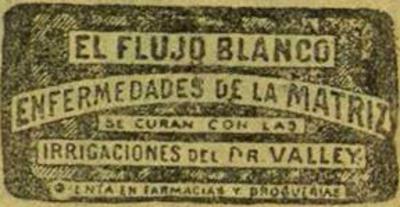 EL FLUJO BLANCO
ENFERMEDADES DE LA MATRIZ
SE CURAN CON LAS
IRRIGACIONES DEL DR. VALLEY
VENTA EN FARMACIAS Y DROGUERIAS